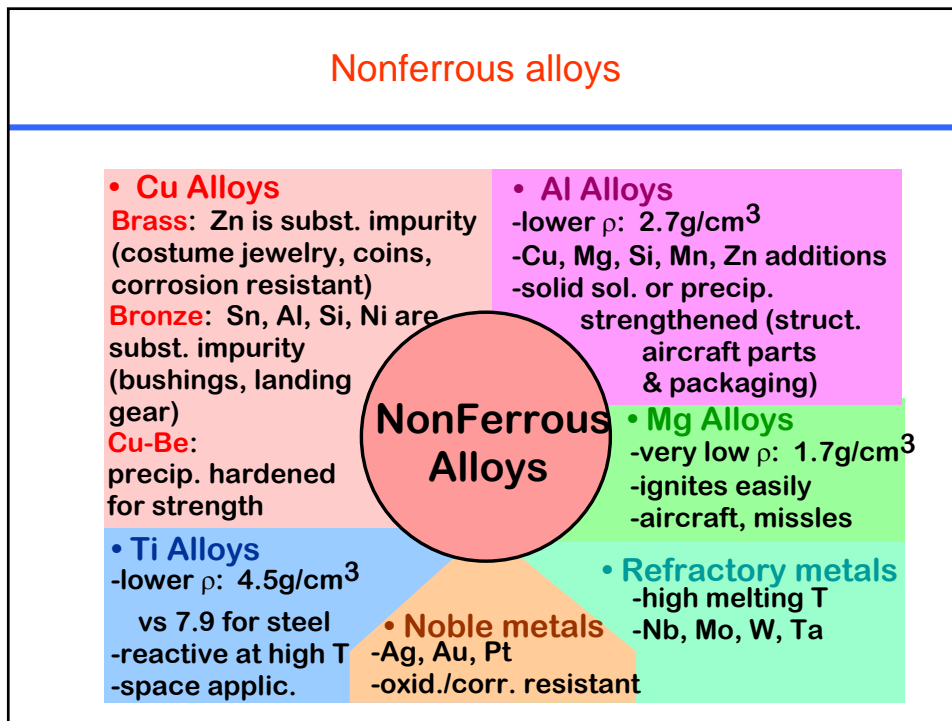 Nonferrous alloys
• Cu Alloys
Brass: Zn is subst. impurity
(costume jewelry, coins,
corrosion resistant)
Bronze: Sn, Al, Si, Ni are
subst. impurity
(bushings, landing
gear)
Cu-Be:
precip. hardened
for strength
• Al Alloys
-lower ρ: 2.7g/cm³
-Cu, Mg, Si, Mn, Zn additions
-solid sol. or precip.
strengthened (struct.
aircraft parts
& packaging)
NonFerrous
Alloys
• Mg Alloys
-very low ρ: 1.7g/cm³
-ignites easily
-aircraft, missles
• Ti Alloys
-lower ρ: 4.5g/cm³
vs 7.9 for steel
-reactive at high T
-space applic.
• Noble metals
-Ag, Au, Pt
-oxid./corr. resistant
• Refractory metals
-high melting T
-Nb, Mo, W, Ta